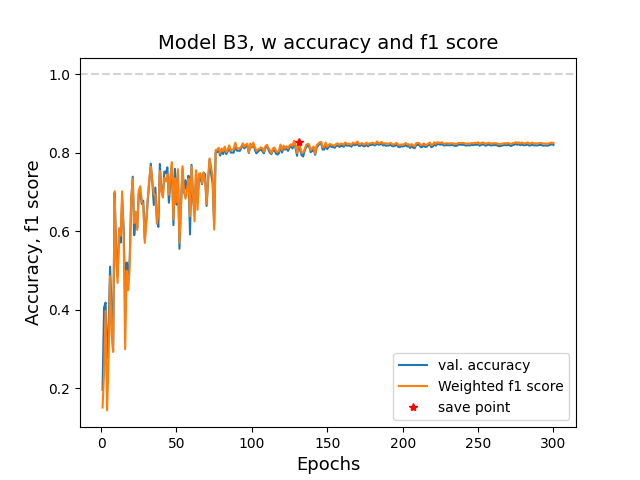 Model B3, w accuracy and f1 score
1.0
0.8
0.6
0.4
0.2
Accuracy, f1 score
val. accuracy
Weighted f1 score
save point
0 50 100 150 200 250 300
Epochs